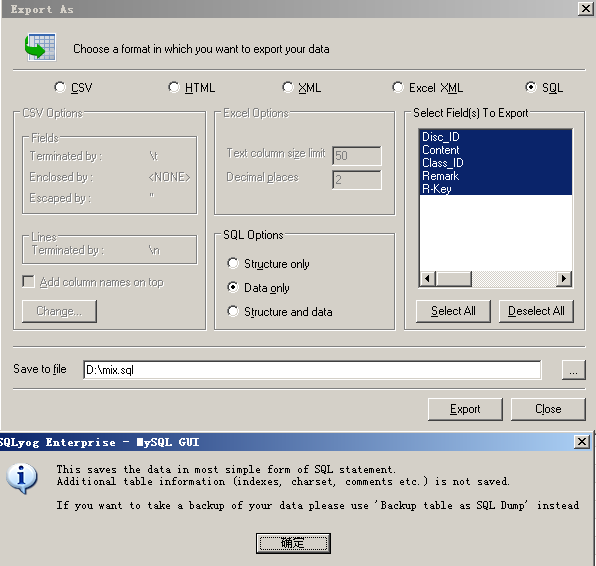 Export As
Choose a format in which you want to export your data
CSV HTML XML Excel XML SQL
CSV Options
Fields
Terminated by : \t
Enclosed by : <NONE>
Escaped by : "
Lines
Terminated by : \n
Add column names on top
Change...
Excel Options
Text column size limit 50
Decimal places 2
SQL Options
Structure only
Data only
Structure and data
Select Field(s) To Export
Disc_ID
Content
Class_ID
Remark
R-Key
Select All Deselect All
Save to file D:\mix.sql ...
Export Close
SQLyog Enterprise - MySQL GUI
This saves the data in most simple form of SQL statement.
Additional table information (indexes, charset, comments etc.) is not saved.
If you want to take a backup of your data please use 'Backup table as SQL Dump' instead
确定